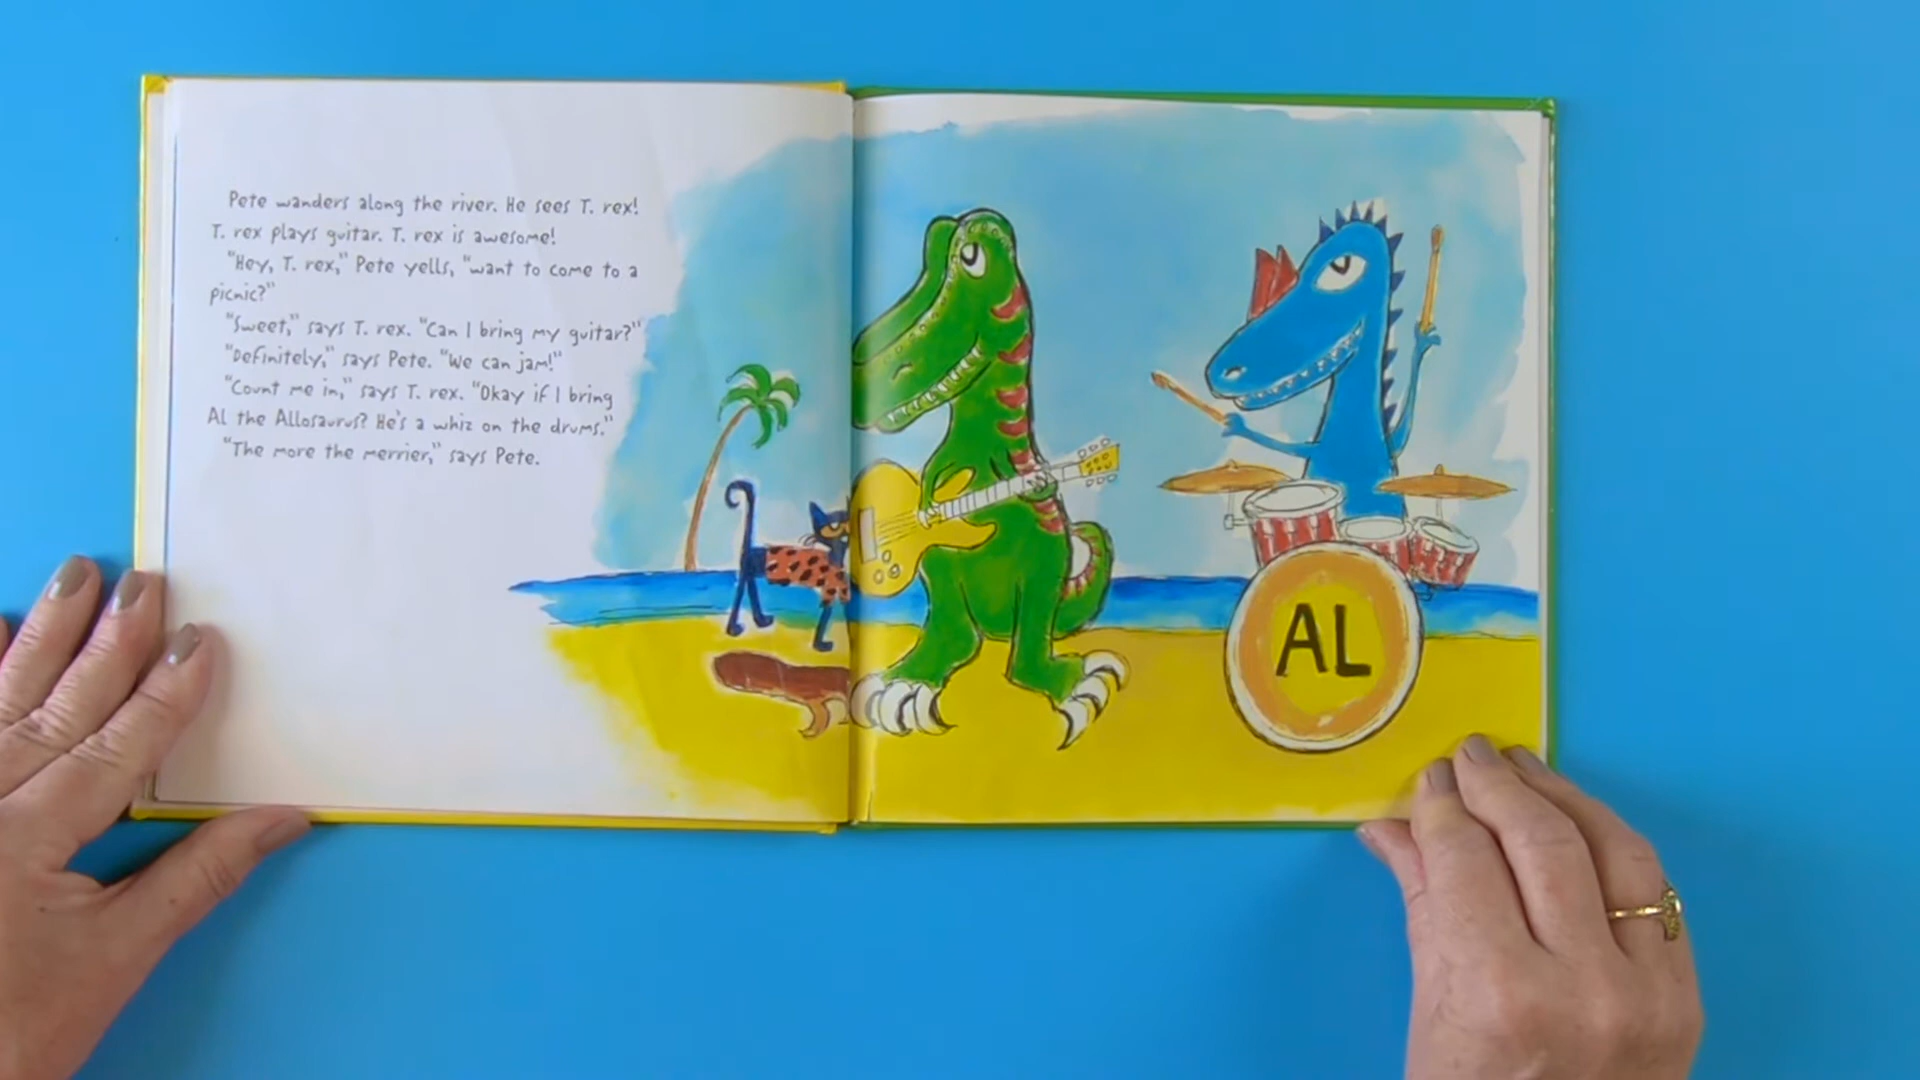 Pete wanders along the river. He sees T. rex!
T. rex plays guitar. T. rex is awesome!
"Hey, T. rex," Pete yells, "want to come to a
picnic?"
"Sweet," says T. rex. "Can I bring my guitar?"
"Definitely," says Pete. "We can jam!"
"Count me in," says T. rex. "Okay if I bring
Al the Allosaurus? He's a whiz on the drums."
"The more the merrier," says Pete.
AL